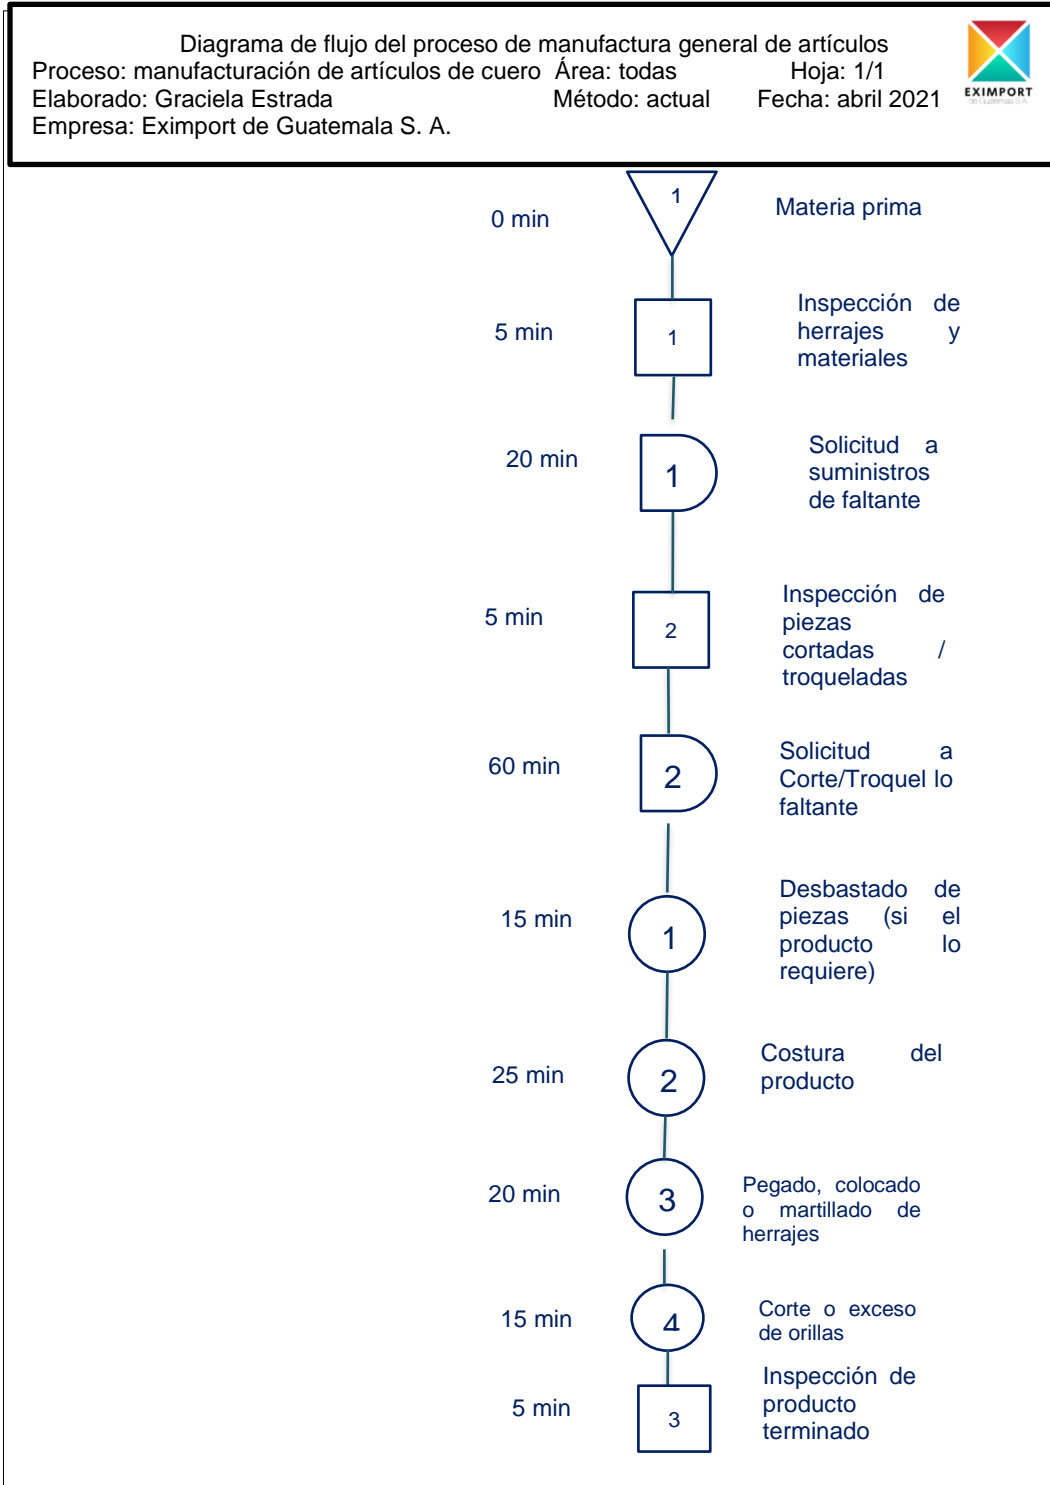 Diagrama de flujo del proceso de manufactura general de artículos
Proceso: manufacturación de artículos de cuero Área: todas Hoja: 1/1
Elaborado: Graciela Estrada Método: actual Fecha: abril 2021
Empresa: Eximport de Guatemala S. A.
EXIMPORT
de Guatemala S.A.
0 min
1
Materia prima
5 min
1
Inspección de
herrajes y
materiales
20 min
1
Solicitud a
suministros
de faltante
5 min
2
Inspección de
piezas
cortadas /
troqueladas
60 min
2
Solicitud a
Corte/Troquel lo
faltante
15 min
1
Desbastado de
piezas (si el
producto lo
requiere)
25 min
2
Costura del
producto
20 min
3
Pegado, colocado
o martillado de
herrajes
15 min
4
Corte o exceso
de orillas
5 min
3
Inspección de
producto
terminado